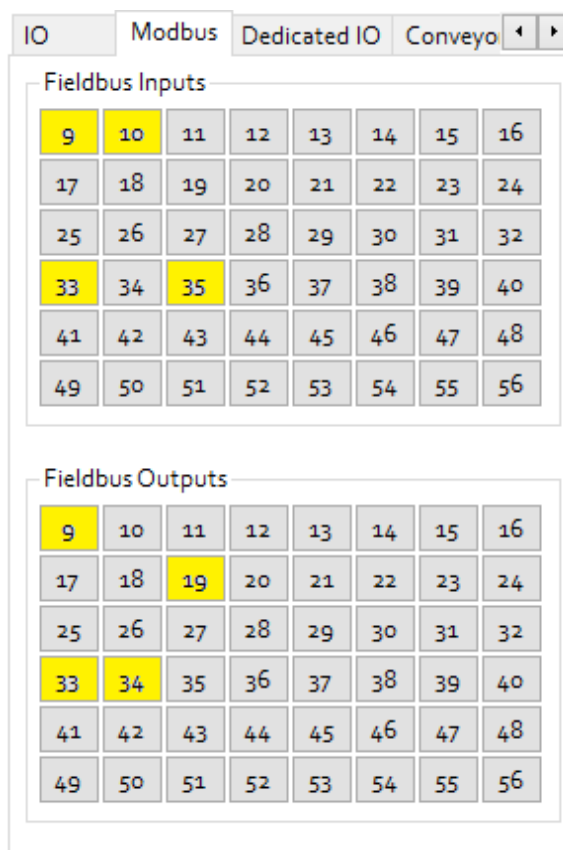 IO Modbus Dedicated IO Conveyo
Fieldbus Inputs
9 10 11 12 13 14 15 16
17 18 19 20 21 22 23 24
25 26 27 28 29 30 31 32
33 34 35 36 37 38 39 40
41 42 43 44 45 46 47 48
49 50 51 52 53 54 55 56
Fieldbus Outputs
9 10 11 12 13 14 15 16
17 18 19 20 21 22 23 24
25 26 27 28 29 30 31 32
33 34 35 36 37 38 39 40
41 42 43 44 45 46 47 48
49 50 51 52 53 54 55 56